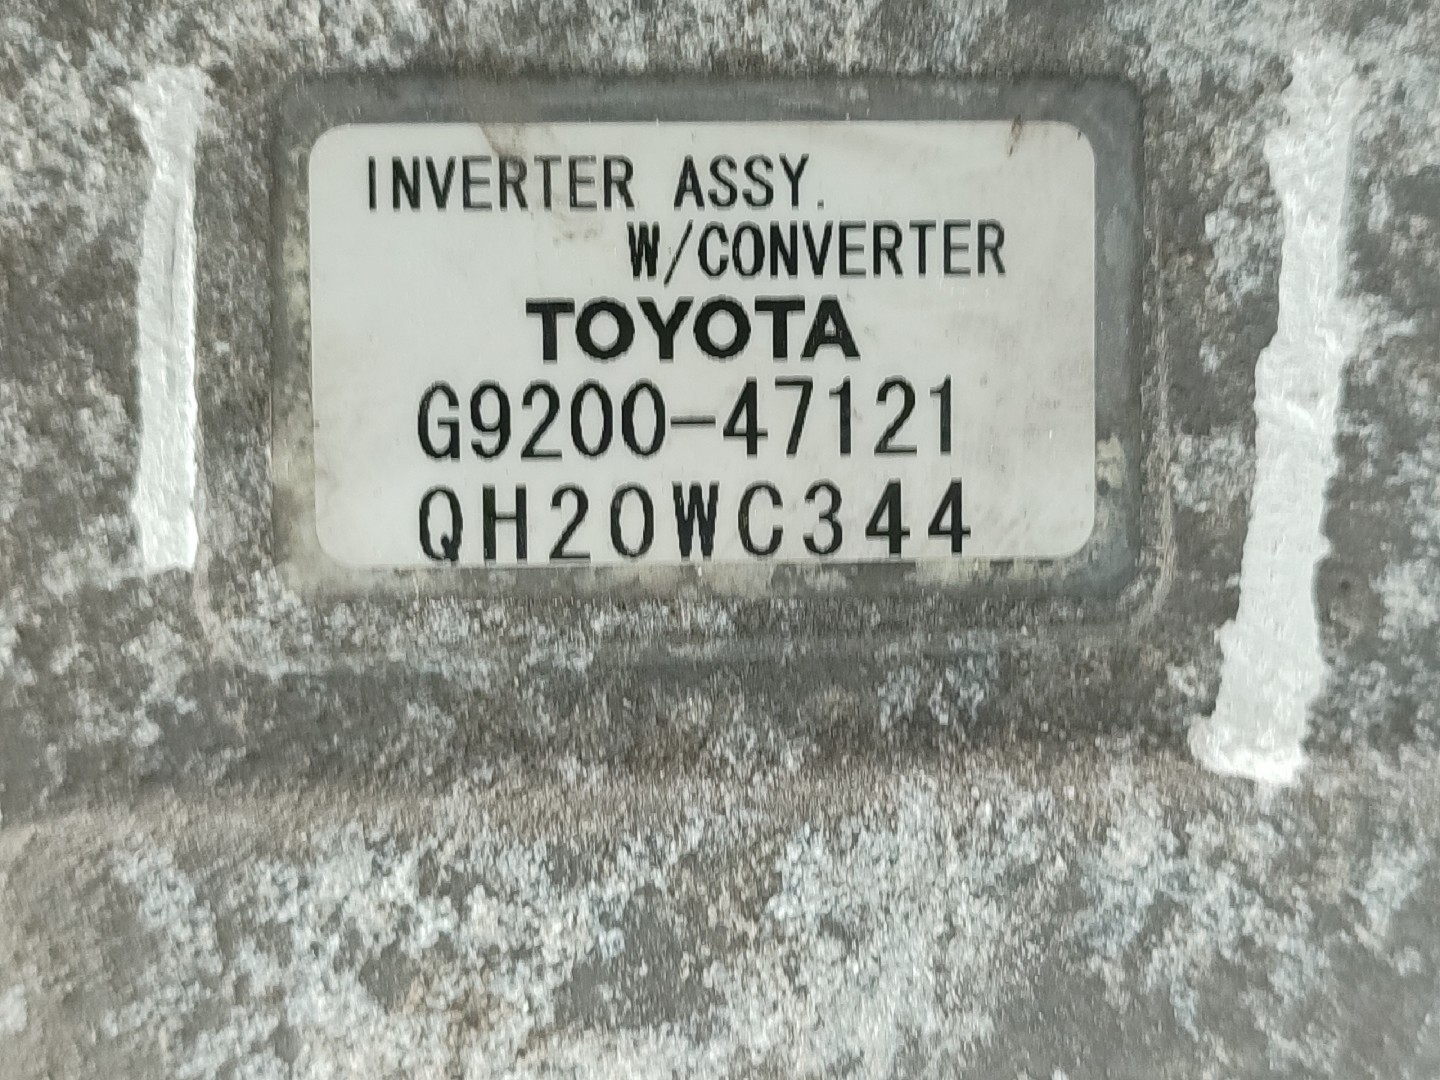 INVERTER ASSY.
W/CONVERTER
TOYOTA
G9200-47121
QH20WC344